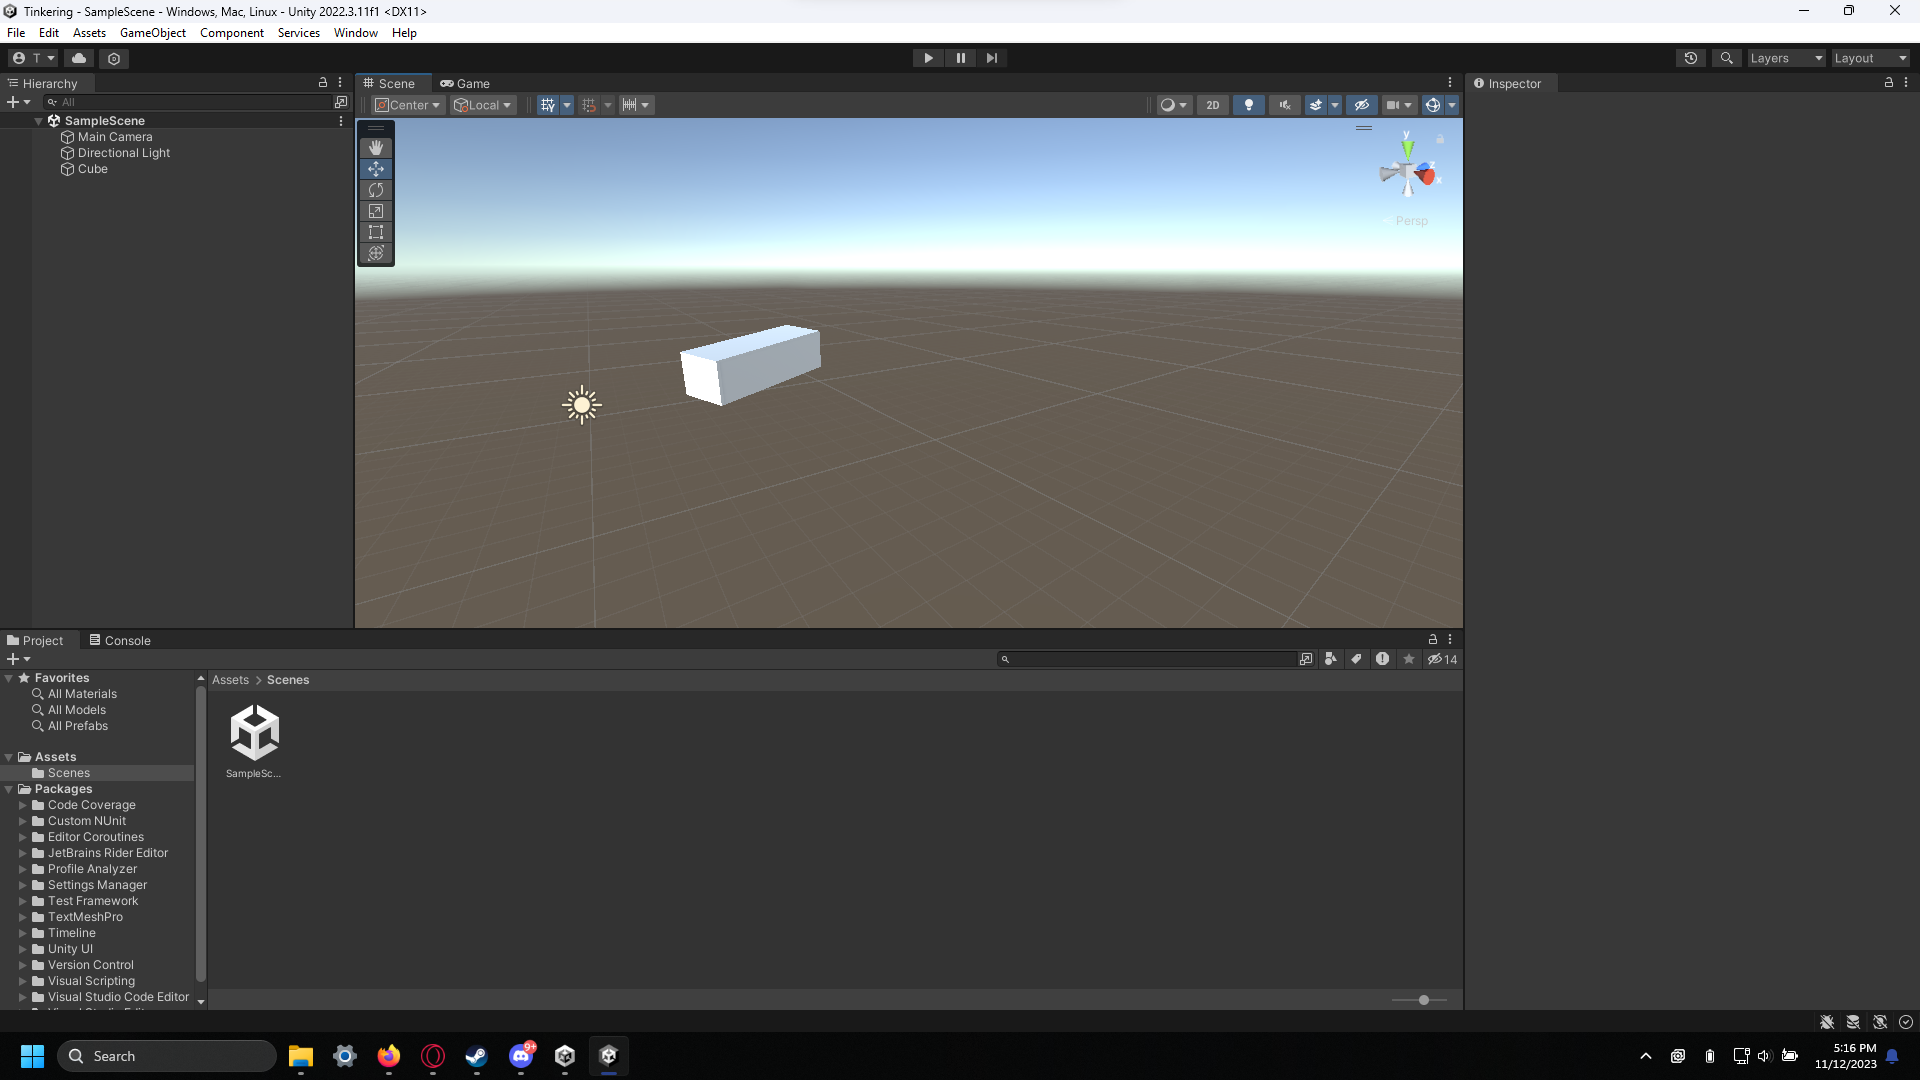 Tinkering - SampleScene - Windows, Mac, Linux - Unity 2022.3.11f1 <DX11>
File Edit Assets GameObject Component Services Window Help
T
Layers Layout
Hierarchy
All
SampleScene
Main Camera
Directional Light
Cube
Scene Game
Center Local
2D
y
z
x
Persp
Inspector
Project Console
14
Favorites
All Materials
All Models
All Prefabs
Assets
Scenes
Packages
Code Coverage
Custom NUnit
Editor Coroutines
JetBrains Rider Editor
Profile Analyzer
Settings Manager
Test Framework
TextMeshPro
Timeline
Unity UI
Version Control
Visual Scripting
Visual Studio Code Editor
Assets > Scenes
SampleSc...
Search
9+
5:16 PM
11/12/2023